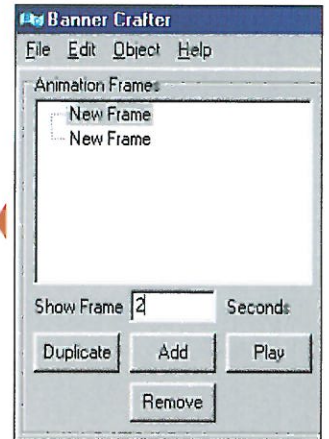 Banner Crafter
File Edit Object Help
Animation Frames
New Frame
New Frame
Show Frame 2 Seconds
Duplicate Add Play
Remove